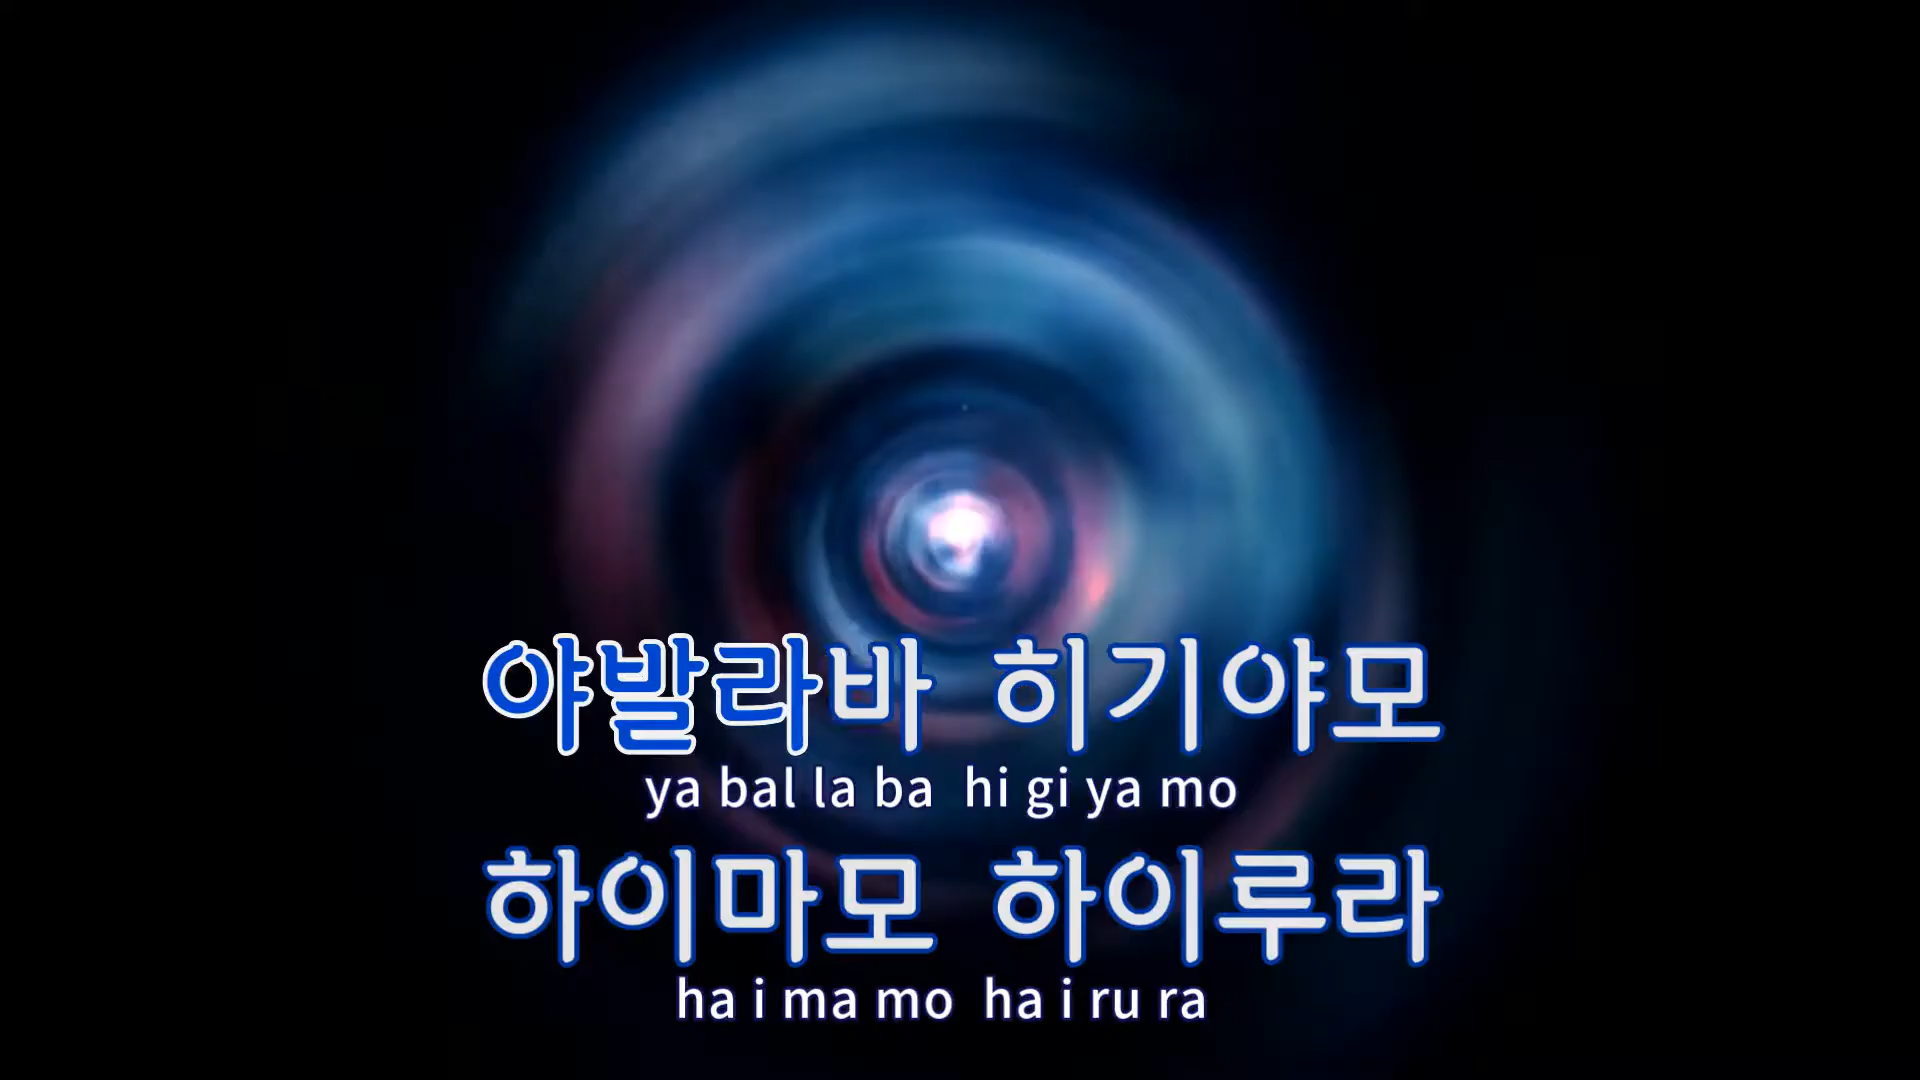 야발라바 히기야모
ya bal la ba hi gi ya mo
하이마모 하이루라
ha i ma mo ha i ru ra